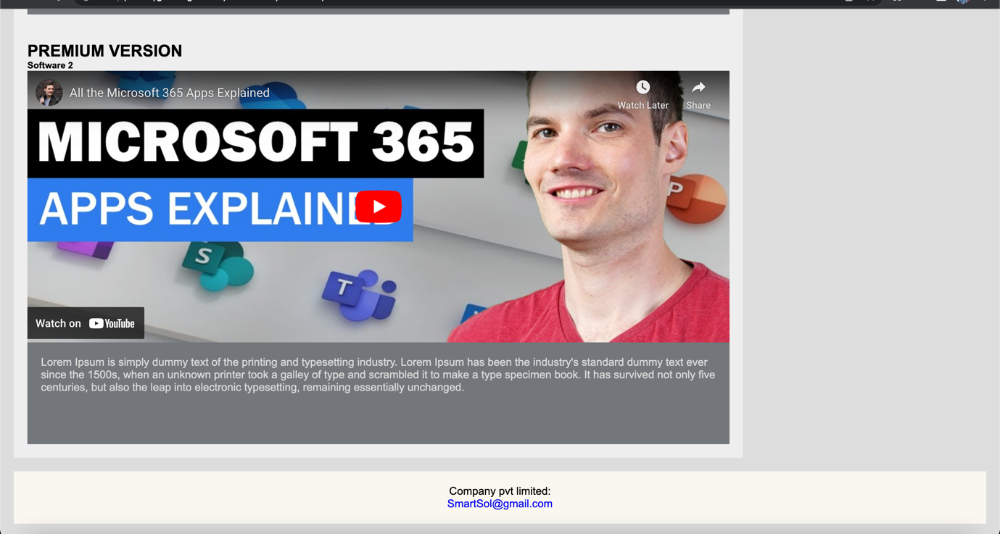 PREMIUM VERSION
Software 2
All the Microsoft 365 Apps Explained
Watch Later
Share
MICROSOFT 365
APPS EXPLAINED
P
S
T
Watch on YouTube
Lorem Ipsum is simply dummy text of the printing and typesetting industry. Lorem Ipsum has been the industry's standard dummy text ever
since the 1500s, when an unknown printer took a galley of type and scrambled it to make a type specimen book. It has survived not only five
centuries, but also the leap into electronic typesetting, remaining essentially unchanged.
Company pvt limited:
SmartSol@gmail.com